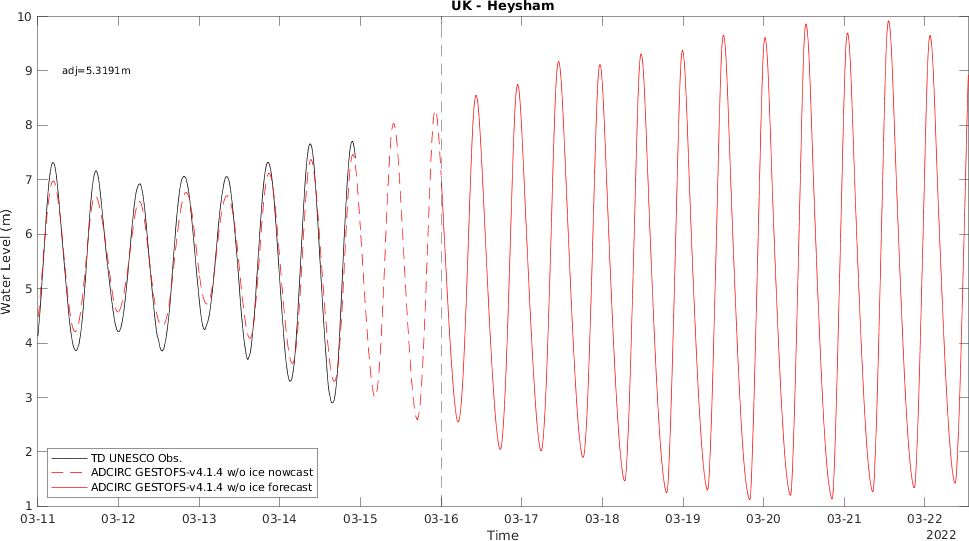 UK - Heysham
10
9
8
7
6
5
4
3
2
1
Water Level (m)
adj=5.3191m
TD UNESCO Obs.
ADCIRC GESTOFS-v4.1.4 w/o ice nowcast
ADCIRC GESTOFS-v4.1.4 w/o ice forecast
03-11 03-12 03-13 03-14 03-15 03-16 03-17 03-18 03-19 03-20 03-21 03-22
Time
2022